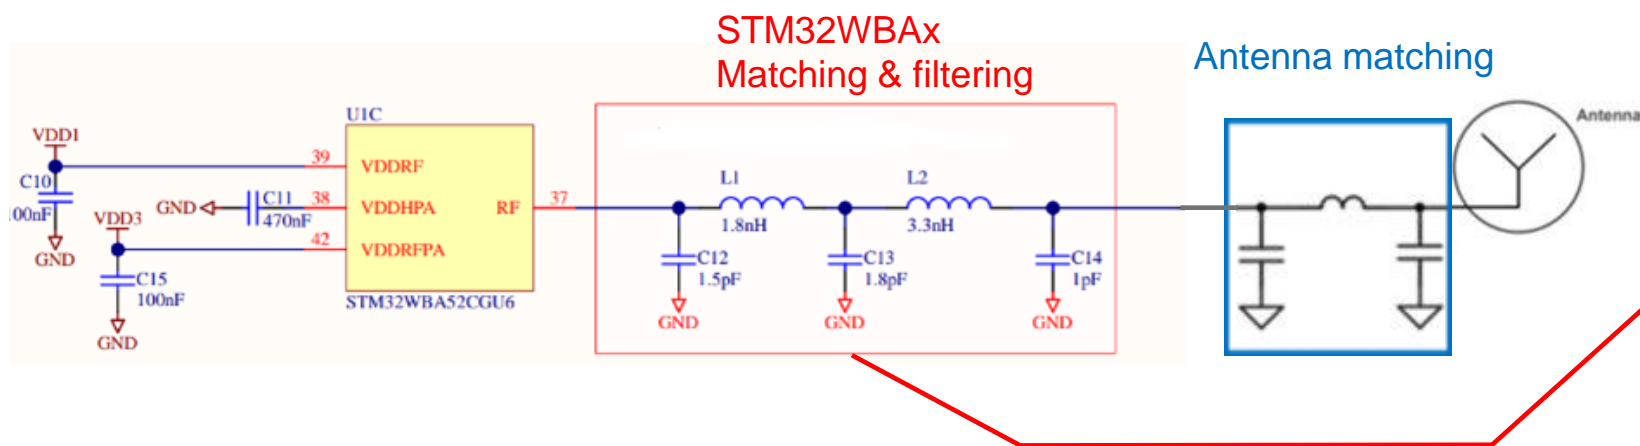 STM32WBAx
Matching & filtering
Antenna matching
U1C
Antenna
VDD1
39
VDDRF
C10
00nF
GND
C11
470nF
38
VDDHPA
RF
37
L1
1.8nH
L2
3.3nH
VDD3
42
VDDRFPA
GND
C15
100nF
GND
STM32WBA52CGU6
C12
1.5pF
GND
C13
1.8pF
GND
C14
1pF
GND